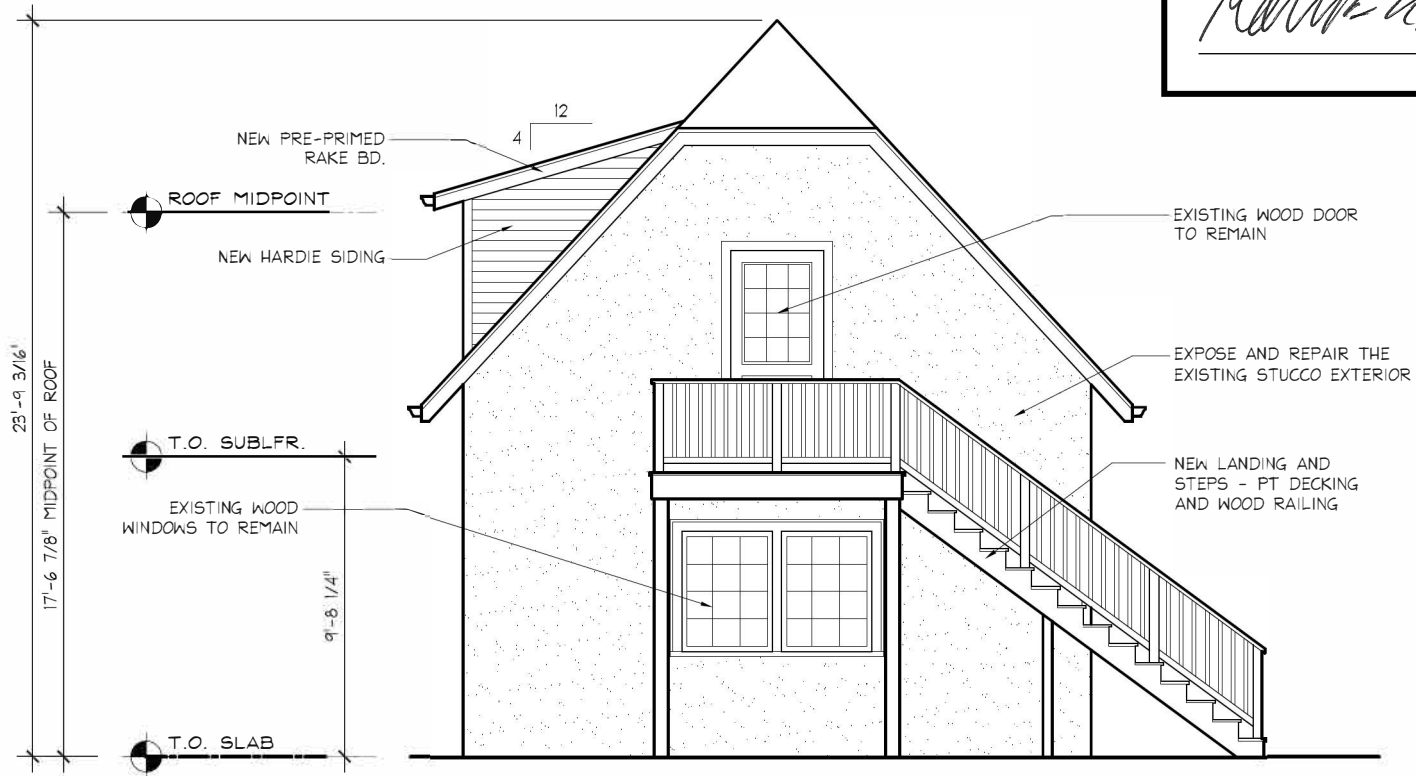 12
4
NEW PRE-PRIMED
RAKE BD.
ROOF MIDPOINT
NEW HARDIE SIDING
EXISTING WOOD DOOR
TO REMAIN
EXPOSE AND REPAIR THE
EXISTING STUCCO EXTERIOR
23'-9 3/16"
17'-6 7/8" MIDPOINT OF ROOF
T.O. SUBLFR.
EXISTING WOOD
WINDOWS TO REMAIN
NEW LANDING AND
STEPS - PT DECKING
AND WOOD RAILING
9'-8 1/4"
T.O. SLAB